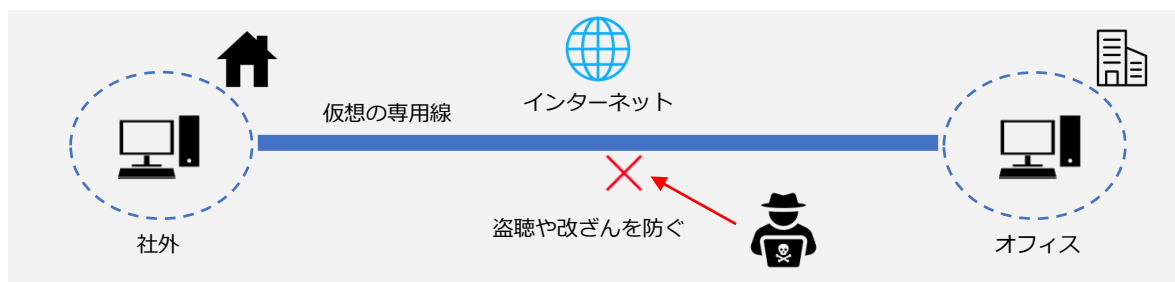 インターネット
仮想の専用線
盗聴や改ざんを防ぐ
社外
オフィス